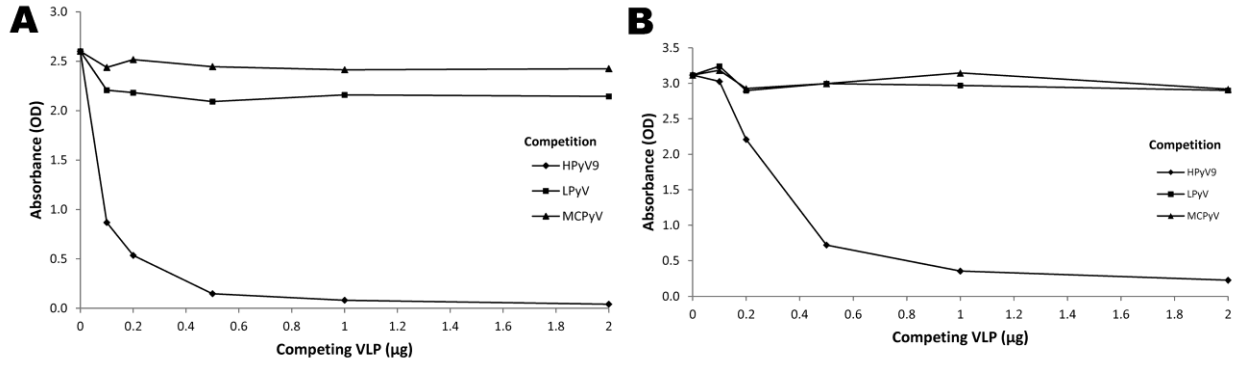 A
3.0
2.5
2.0
1.5
1.0
0.5
0.0
Absorbance (OD)
0 0.2 0.4 0.6 0.8 1 1.2 1.4 1.6 1.8 2
Competing VLP (µg)
Competition
HPyV9
LPyV
MCPyV
B
3.5
3.0
2.5
2.0
1.5
1.0
0.5
0.0
Absorbance (OD)
0 0.2 0.4 0.6 0.8 1 1.2 1.4 1.6 1.8 2
Competing VLP (µg)
Competition
HPyV9
LPyV
MCPyV